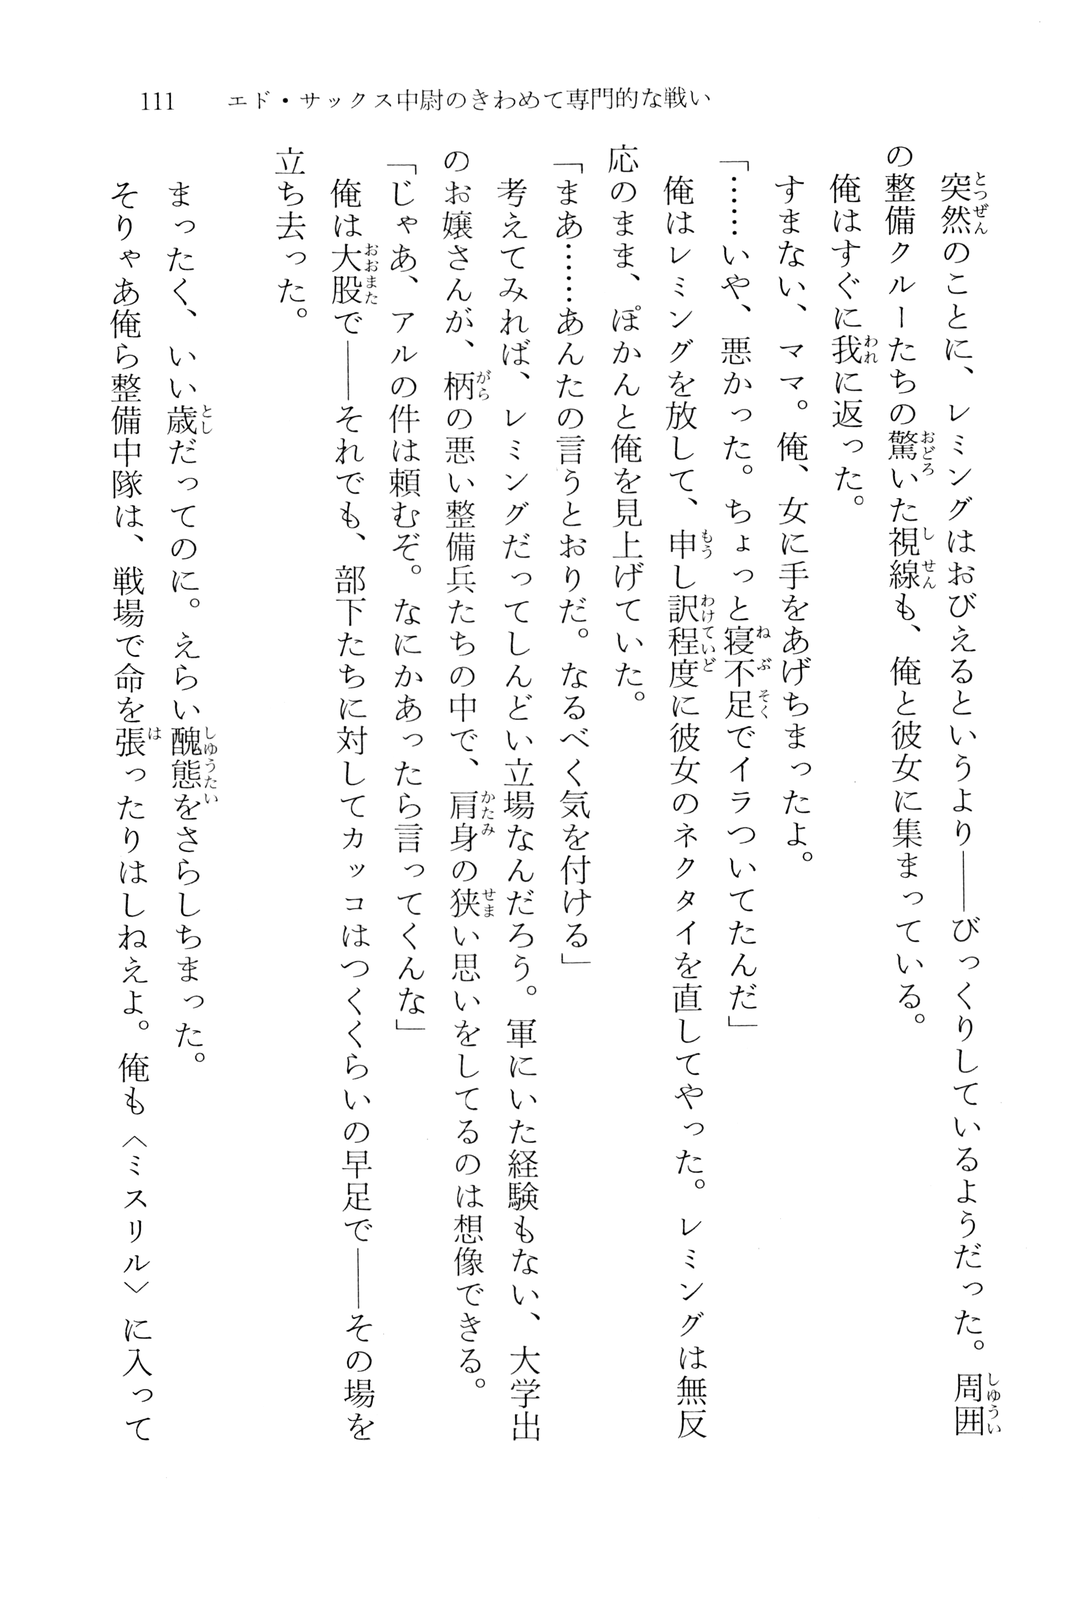 111　エド・サックス中尉のきわめて専門的な戦い
　突然のことに、レミングはおびえるというより――びっくりしているようだった。周囲
の整備クルーたちの驚いた視線も、俺と彼女に集まっている。
　俺はすぐに我に返った。
　すまない、ママ。俺、女に手をあげちまったよ。
「……いや、悪かった。ちょっと寝不足でイラついてたんだ」
　俺はレミングを放して、申し訳程度に彼女のネクタイを直してやった。レミングは無反
応のまま、ぽかんと俺を見上げていた。
「まあ……あんたの言うとおりだ。なるべく気を付ける」
　考えてみれば、レミングだってしんどい立場なんだろう。軍にいた経験もない、大学出
のお嬢さんが、柄の悪い整備兵たちの中で、肩身の狭い思いをしてるのは想像できる。
「じゃあ、アルの件は頼むぞ。なにかあったら言ってくんな」
　俺は大股で――それでも、部下たちに対してカッコはつくくらいの早足で――その場を
立ち去った。
　まったく、いい歳だってのに。えらい醜態をさらしちまった。
　そりゃあ俺ら整備中隊は、戦場で命を張ったりはしねえよ。俺も〈ミスリル〉に入って